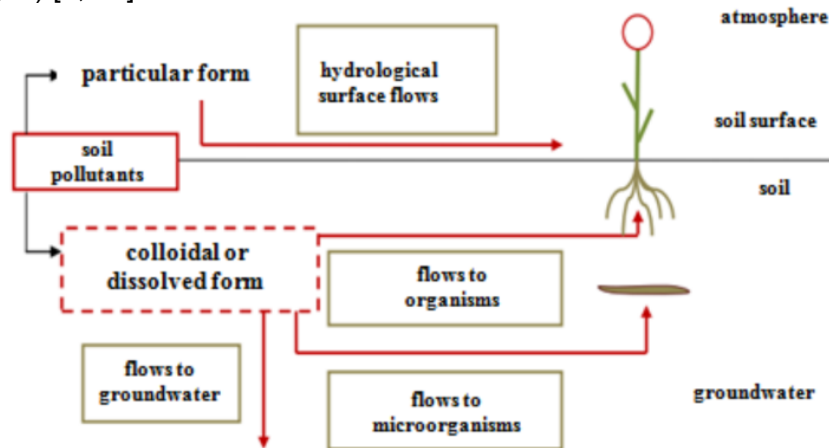 atmosphere
particular form
hydrological
surface flows
soil surface
soil
pollutants
soil
colloidal or
dissolved form
flows to
organisms
flows to
groundwater
groundwater
flows to
microorganisms